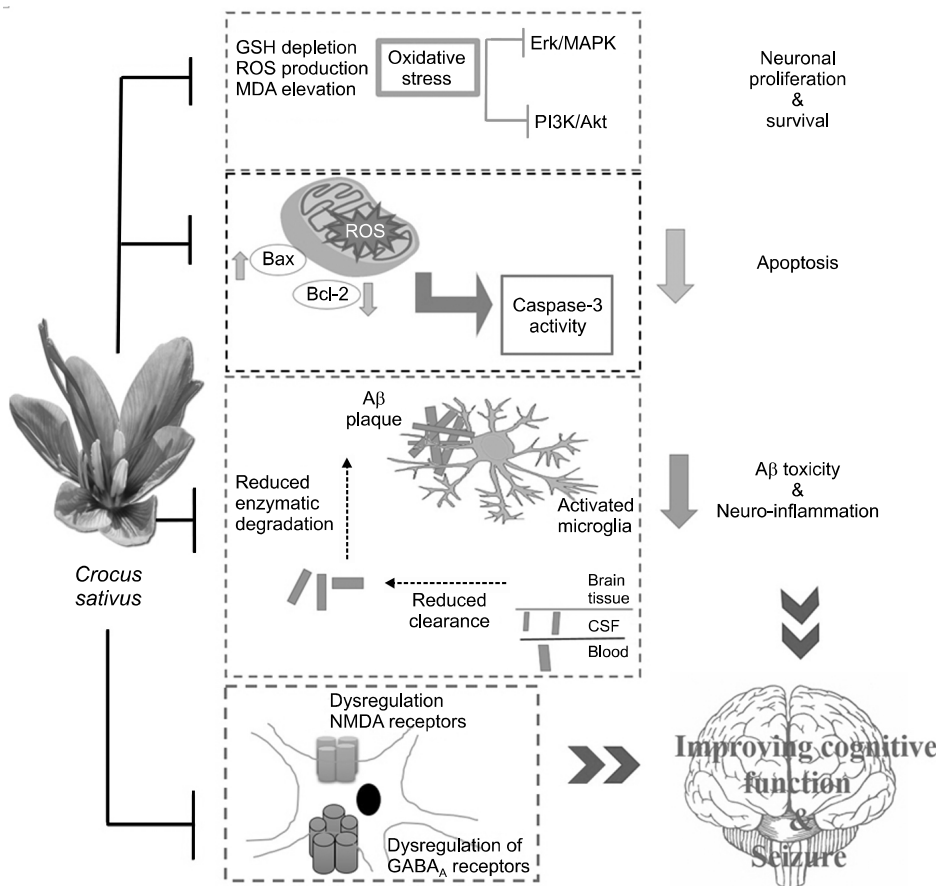 GSH depletion
ROS production
MDA elevation
Oxidative
stress
Erk/MAPK
PI3K/Akt
Neuronal
proliferation
&
survival
ROS
Bax
Bcl-2
Caspase-3
activity
Apoptosis
Aβ
plaque
Reduced
enzymatic
degradation
Activated
microglia
Aβ toxicity
&
Neuro-inflammation
Crocus
sativus
Reduced
clearance
Brain
tissue
CSF
Blood
Dysregulation
NMDA receptors
Dysregulation of
GABA_A receptors
Improving cognitive
function
&
Seizure